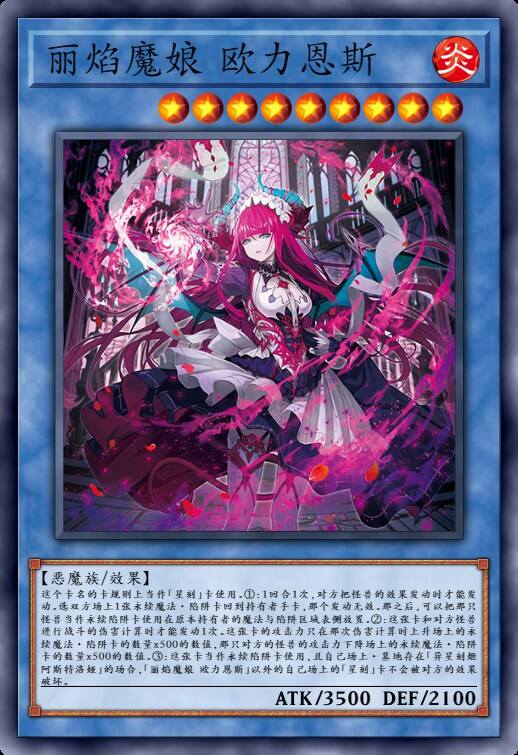 丽焰魔娘 欧力恩斯
炎
【恶魔族/效果】
这个卡名的卡规则上当作「星刻」卡使用。①：1回合1次，对方把怪兽的效果发动时才能发
动。选双方场上1张永续魔法·陷阱卡回到持有者手卡，那个发动无效。那之后，可以把那只
怪兽当作永续陷阱卡使用在原本持有者的魔法与陷阱区域表侧放置。②：这张卡和对方怪兽
进行战斗的伤害计算时才能发动1次。这张卡的攻击力只在那次伤害计算时上升场上的永
续魔法·陷阱卡的数量x500的数值，那只对方的怪兽的攻击力下降场上的永续魔法·陷阱卡
的数量x500的数值。③：这张卡当作永续陷阱卡使用，且自己场上·墓地存在「异星刻姬
阿斯特洛娅」的场合，「丽焰魔娘 欧力恩斯」以外的自己场上的「星刻」卡不会被对方的效果
破坏。
ATK/3500 DEF/2100